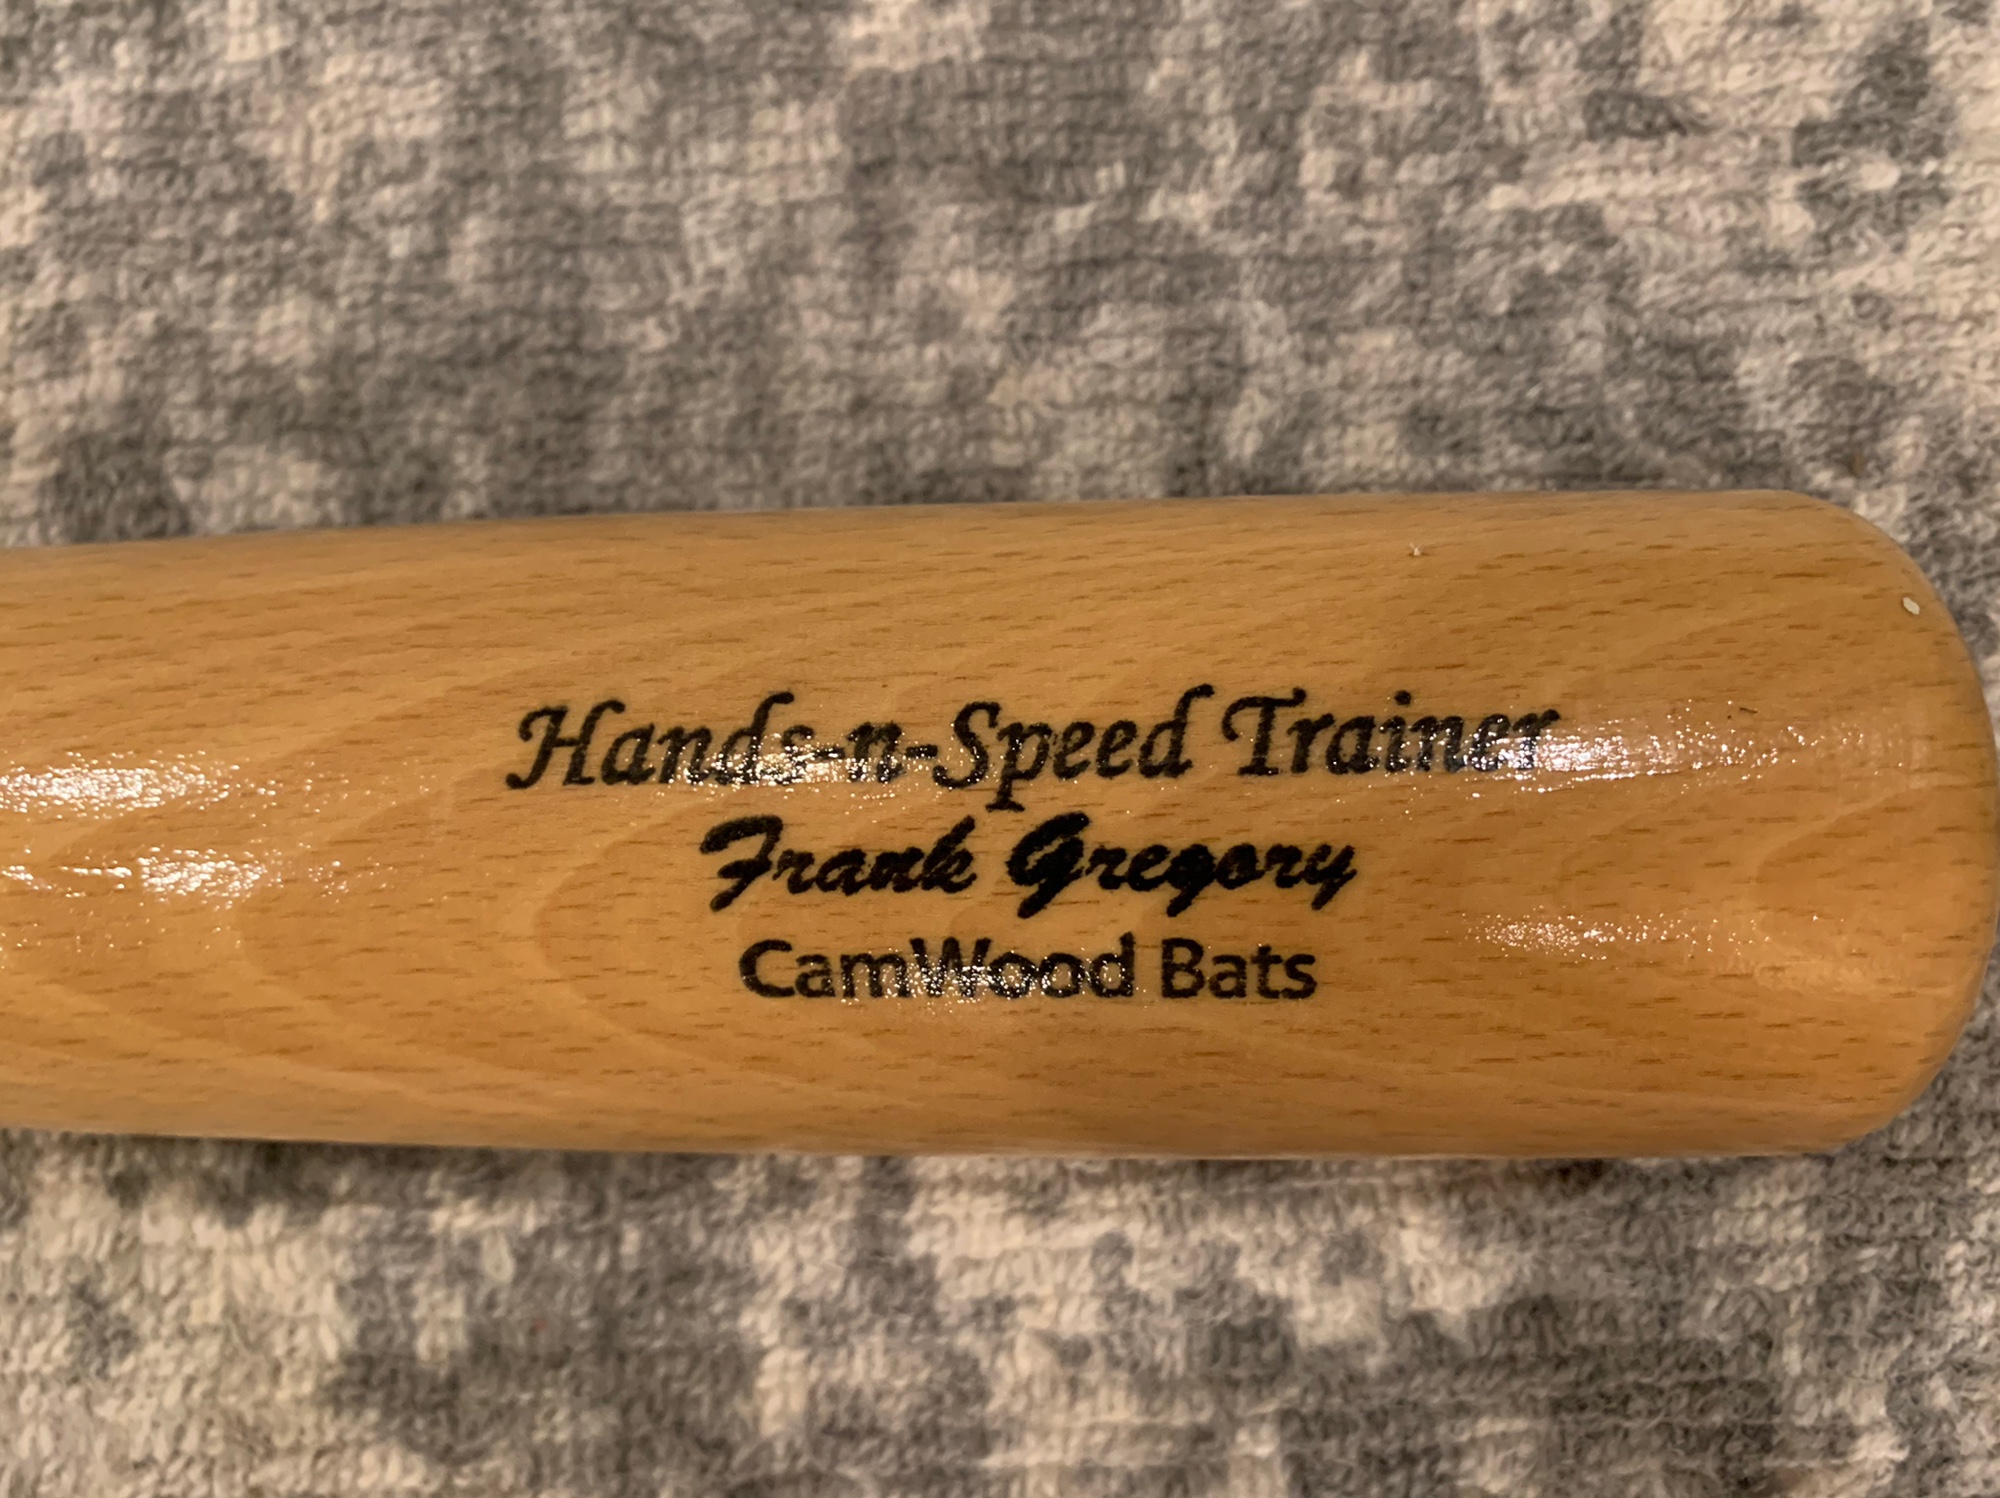 Hands-n-Speed Trainer
Frank Gregory
CamWood Bats